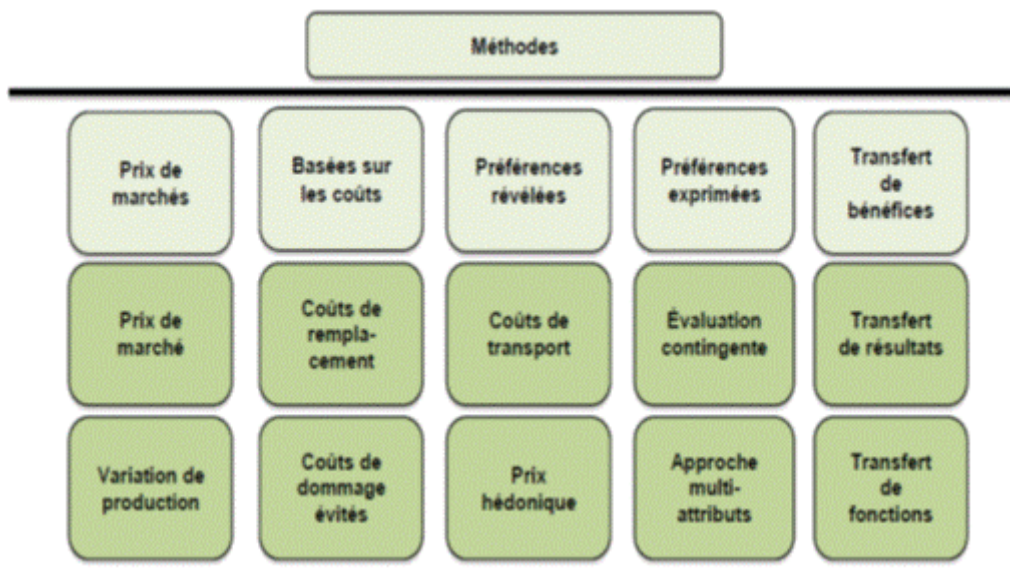 Méthodes
Prix de
marchés
Basées sur
les coûts
Préférences
révélées
Préférences
exprimées
Transfert
de
bénéfices
Prix de
marché
Coûts de
rempla-
cement
Coûts de
transport
Évaluation
contingente
Transfert
de résultats
Variation de
production
Coûts de
dommage
évités
Prix
hédonique
Approche
multi-
attributs
Transfert
de
fonctions